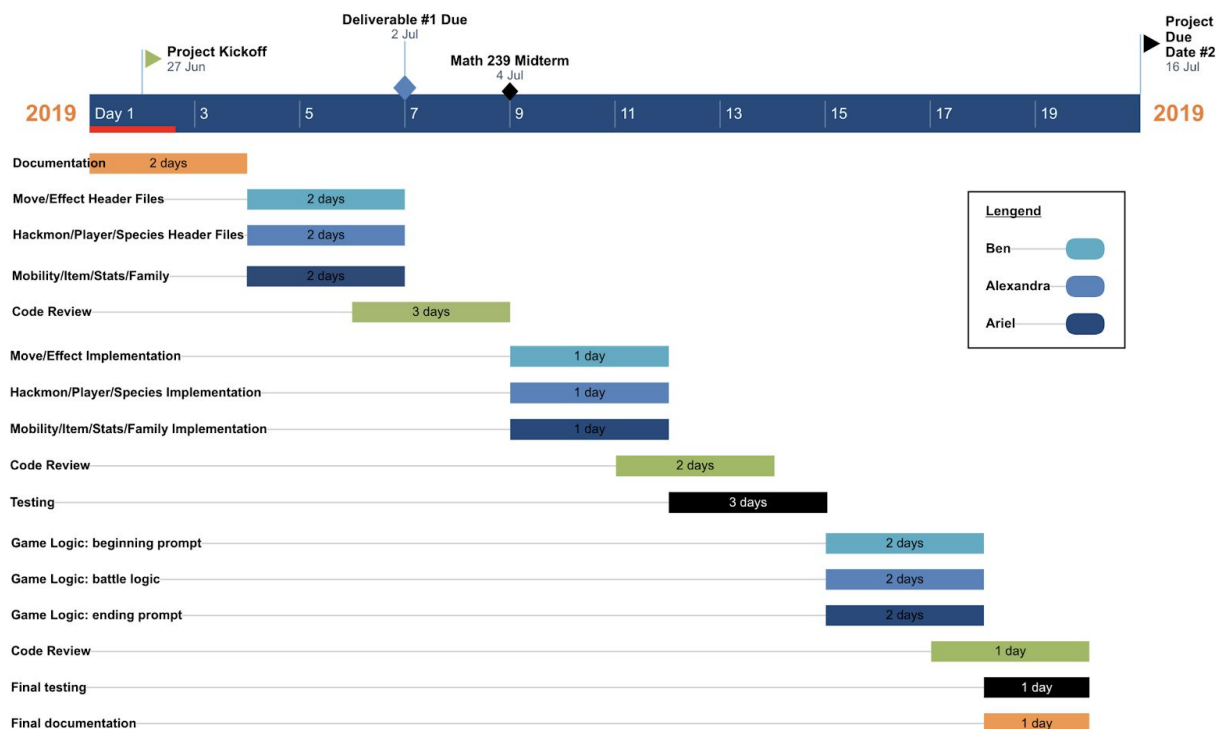 Deliverable #1 Due
2 Jul
Project Kickoff
27 Jun
Math 239 Midterm
4 Jul
Project
Due
Date #2
16 Jul
2019 Day 1 3 5 7 9 11 13 15 17 19 2019
Documentation 2 days
Move/Effect Header Files 2 days
Hackmon/Player/Species Header Files 2 days
Mobility/Item/Stats/Family 2 days
Code Review 3 days
Move/Effect Implementation 1 day
Hackmon/Player/Species Implementation 1 day
Mobility/Item/Stats/Family Implementation 1 day
Code Review 2 days
Testing 3 days
Game Logic: beginning prompt 2 days
Game Logic: battle logic 2 days
Game Logic: ending prompt 2 days
Code Review 1 day
Final testing 1 day
Final documentation 1 day
Lengend
Ben
Alexandra
Ariel